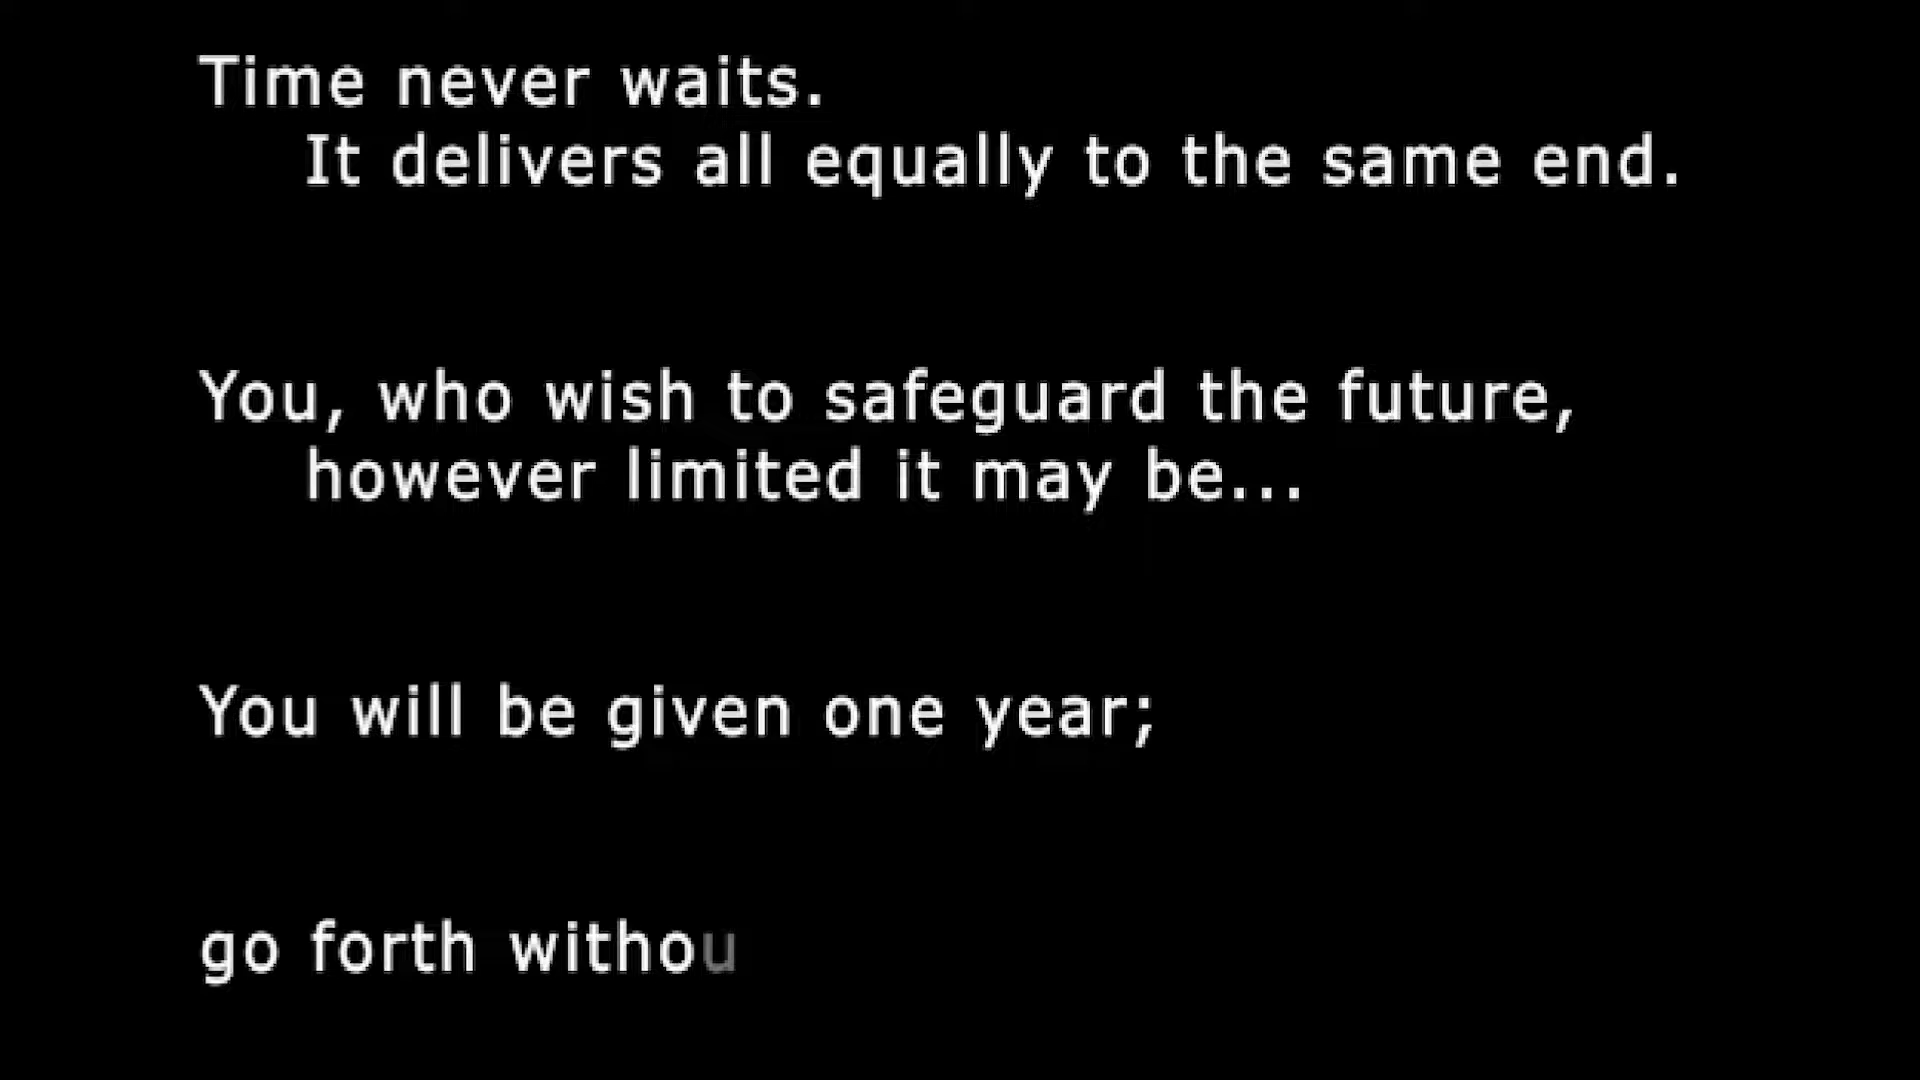 Time never waits.
It delivers all equally to the same end.
You, who wish to safeguard the future,
however limited it may be...
You will be given one year;
go forth withou